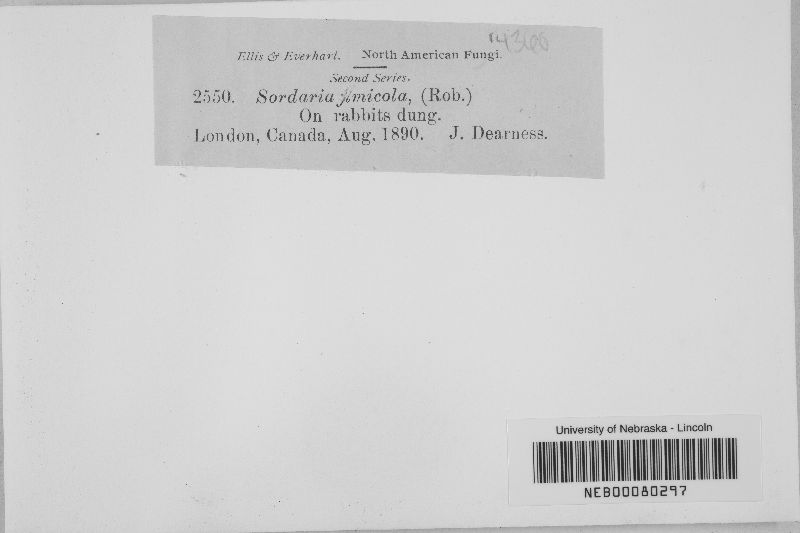 Ellis & Everhart. North American Fungi.
Second Series.
2550. Sordaria fimicola, (Rob.)
On rabbits dung.
London, Canada, Aug. 1890. J. Dearness.
University of Nebraska - Lincoln
NEB00080297